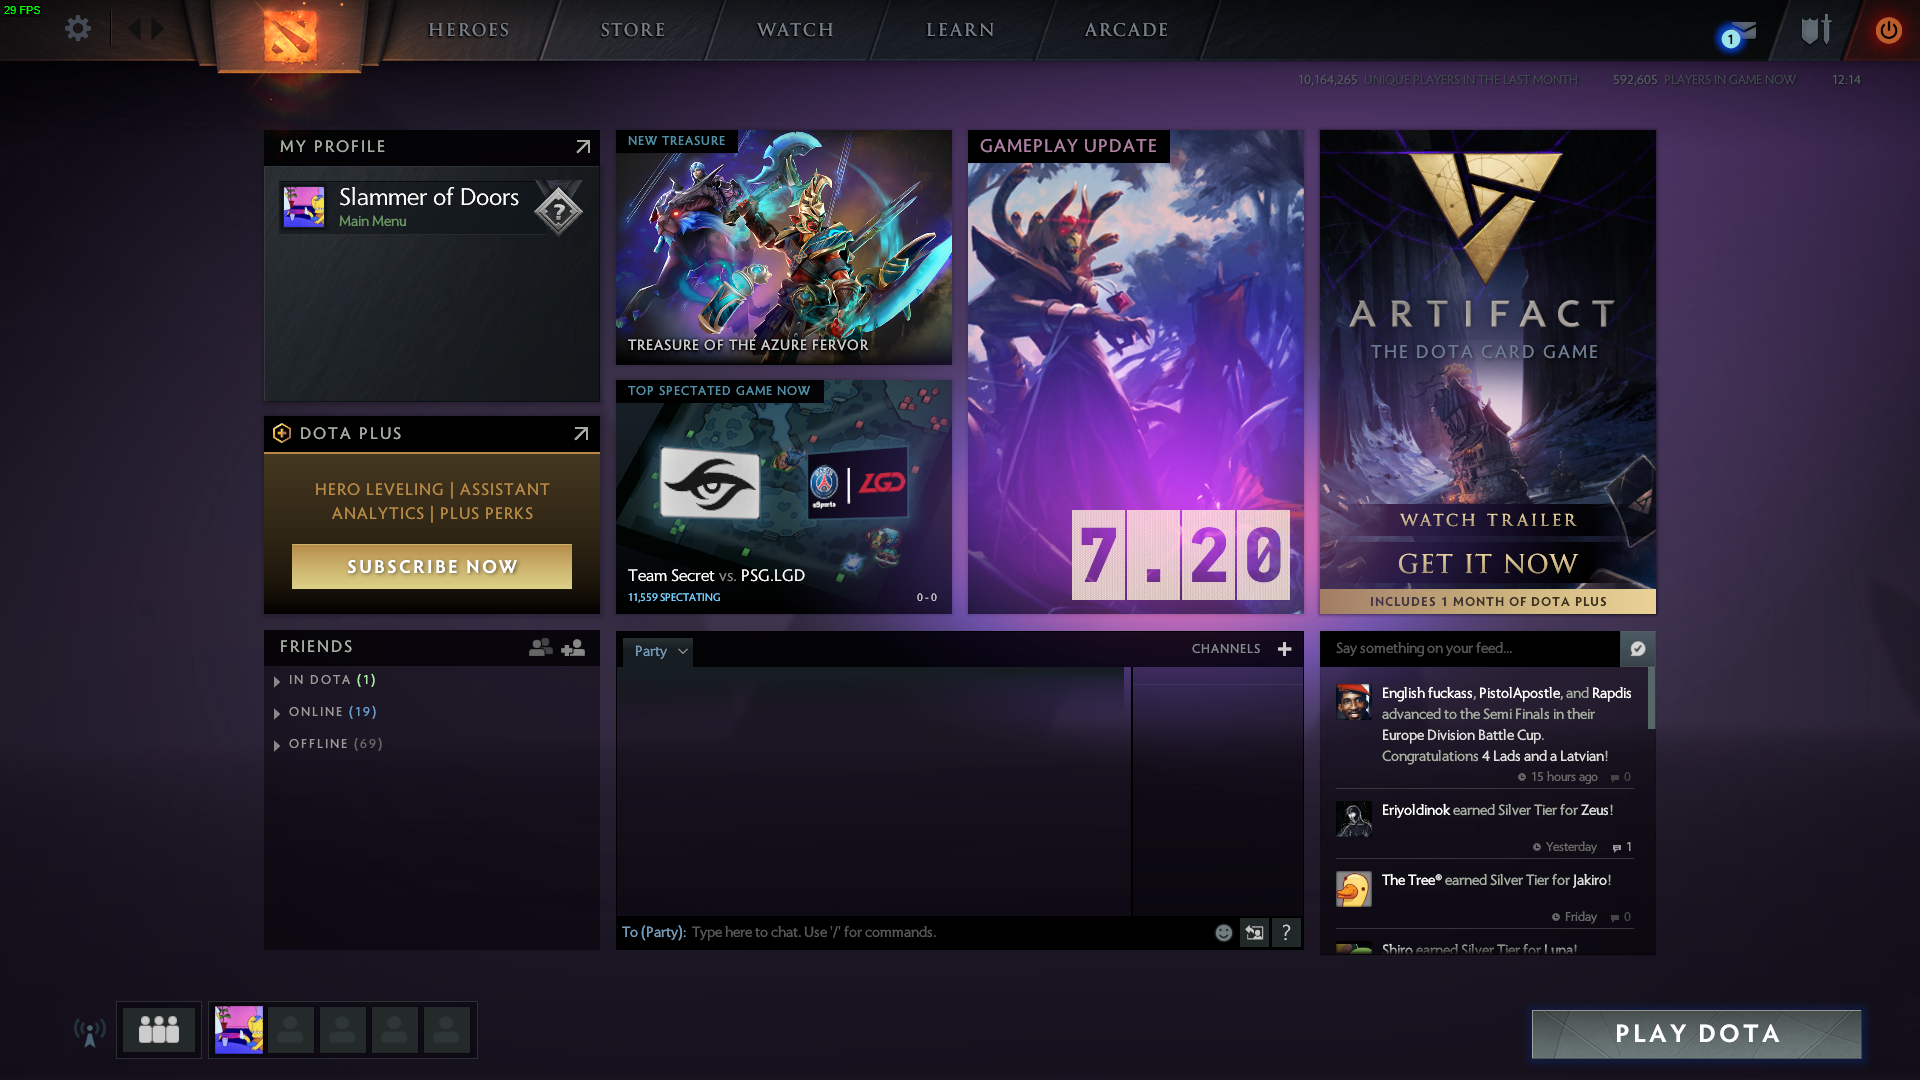 29 FPS
HEROES
STORE
WATCH
LEARN
ARCADE
1
10,164,265 UNIQUE PLAYERS IN THE LAST MONTH
592,605 PLAYERS IN GAME NOW
12:14
MY PROFILE
Slammer of Doors
Main Menu
?
DOTA PLUS
HERO LEVELING | ASSISTANT
ANALYTICS | PLUS PERKS
SUBSCRIBE NOW
NEW TREASURE
TREASURE OF THE AZURE FERVOR
TOP SPECTATED GAME NOW
PARIS
eSports
LGD
Team Secret vs. PSG.LGD
11,559 SPECTATING
0 - 0
GAMEPLAY UPDATE
7.20
ARTIFACT
THE DOTA CARD GAME
WATCH TRAILER
GET IT NOW
INCLUDES 1 MONTH OF DOTA PLUS
FRIENDS
IN DOTA (1)
ONLINE (19)
OFFLINE (69)
Party
CHANNELS
To (Party): Type here to chat. Use '/' for commands.
?
Say something on your feed...
English fuckass, PistolApostle, and Rapdis
advanced to the Semi Finals in their
Europe Division Battle Cup.
Congratulations 4 Lads and a Latvian!
15 hours ago 0
Eriyoldinok earned Silver Tier for Zeus!
Yesterday 1
The Tree® earned Silver Tier for Jakiro!
Friday 0
Shiro earned Silver Tier for Luna!
PLAY DOTA